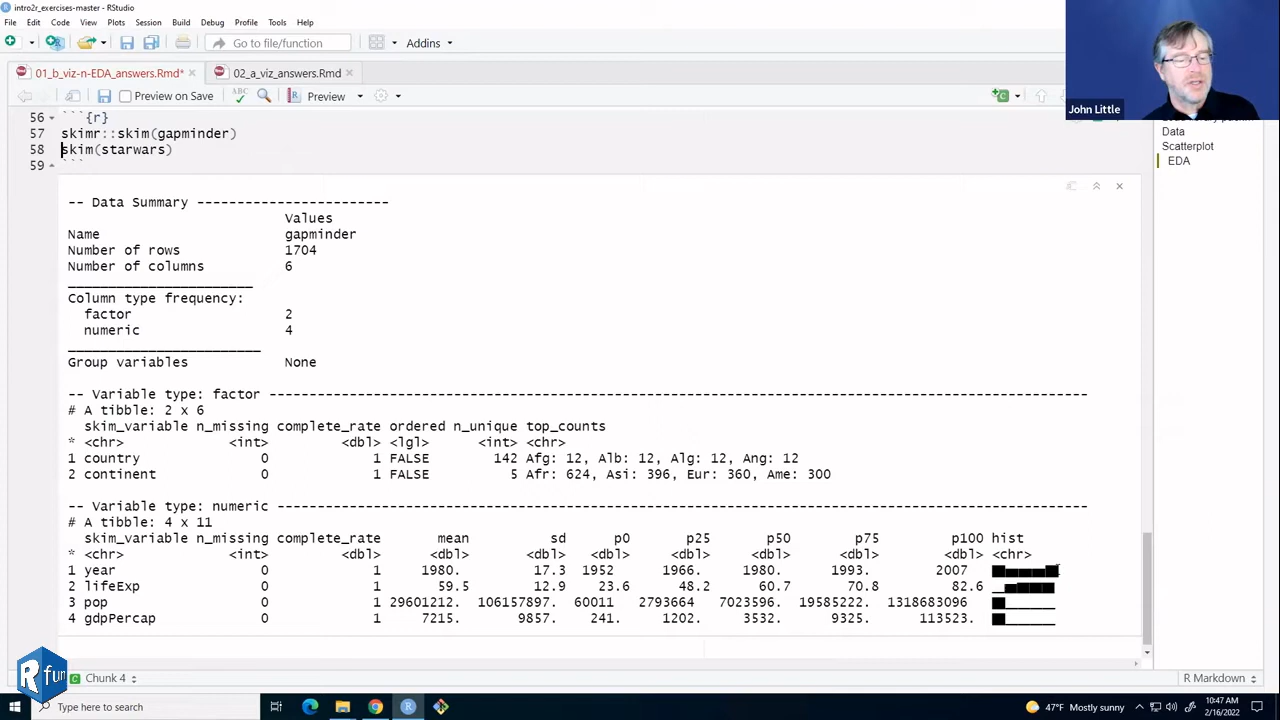 intro2r_exercises-master - RStudio
File Edit Code View Plots Session Build Debug Profile Tools Help
Go to file/function Addins
01_b_viz-n-EDA_answers.Rmd* 02_a_viz_answers.Rmd
Preview on Save Preview
John Little
Data
Scatterplot
EDA
56 ```{r}
57 skimr::skim(gapminder)
58 skim(starwars)
59 ```
-- Data Summary ------------------------
Values
Name gapminder
Number of rows 1704
Number of columns 6
_______________________
Column type frequency:
factor 2
numeric 4
________________________
Group variables None
-- Variable type: factor ------------------------------------------------------------------------------------------------------
# A tibble: 2 x 6
skim_variable n_missing complete_rate ordered n_unique top_counts
* <chr> <int> <dbl> <lgl> <int> <chr>
1 country 0 1 FALSE 142 Afg: 12, Alb: 12, Alg: 12, Ang: 12
2 continent 0 1 FALSE 5 Afr: 624, Asi: 396, Eur: 360, Ame: 300
-- Variable type: numeric -----------------------------------------------------------------------------------------------------
# A tibble: 4 x 11
skim_variable n_missing complete_rate mean sd p0 p25 p50 p75 p100 hist
* <chr> <int> <dbl> <dbl> <dbl> <dbl> <dbl> <dbl> <dbl> <dbl> <chr>
1 year 0 1 1980. 17.3 1952 1966. 1980. 1993. 2007 ▇▅▅▅▇
2 lifeExp 0 1 59.5 12.9 23.6 48.2 60.7 70.8 82.6 ▁▅▇▇▇
3 pop 0 1 29601212. 106157897. 60011 2793664 7023596. 19585222. 1318683096 ▇▁▁▁▁
4 gdpPercap 0 1 7215. 9857. 241. 1202. 3532. 9325. 113523. ▇▁▁▁▁
Chunk 4 R Markdown
R fun
Type here to search 47°F Mostly sunny 10:47 AM
2/16/2022